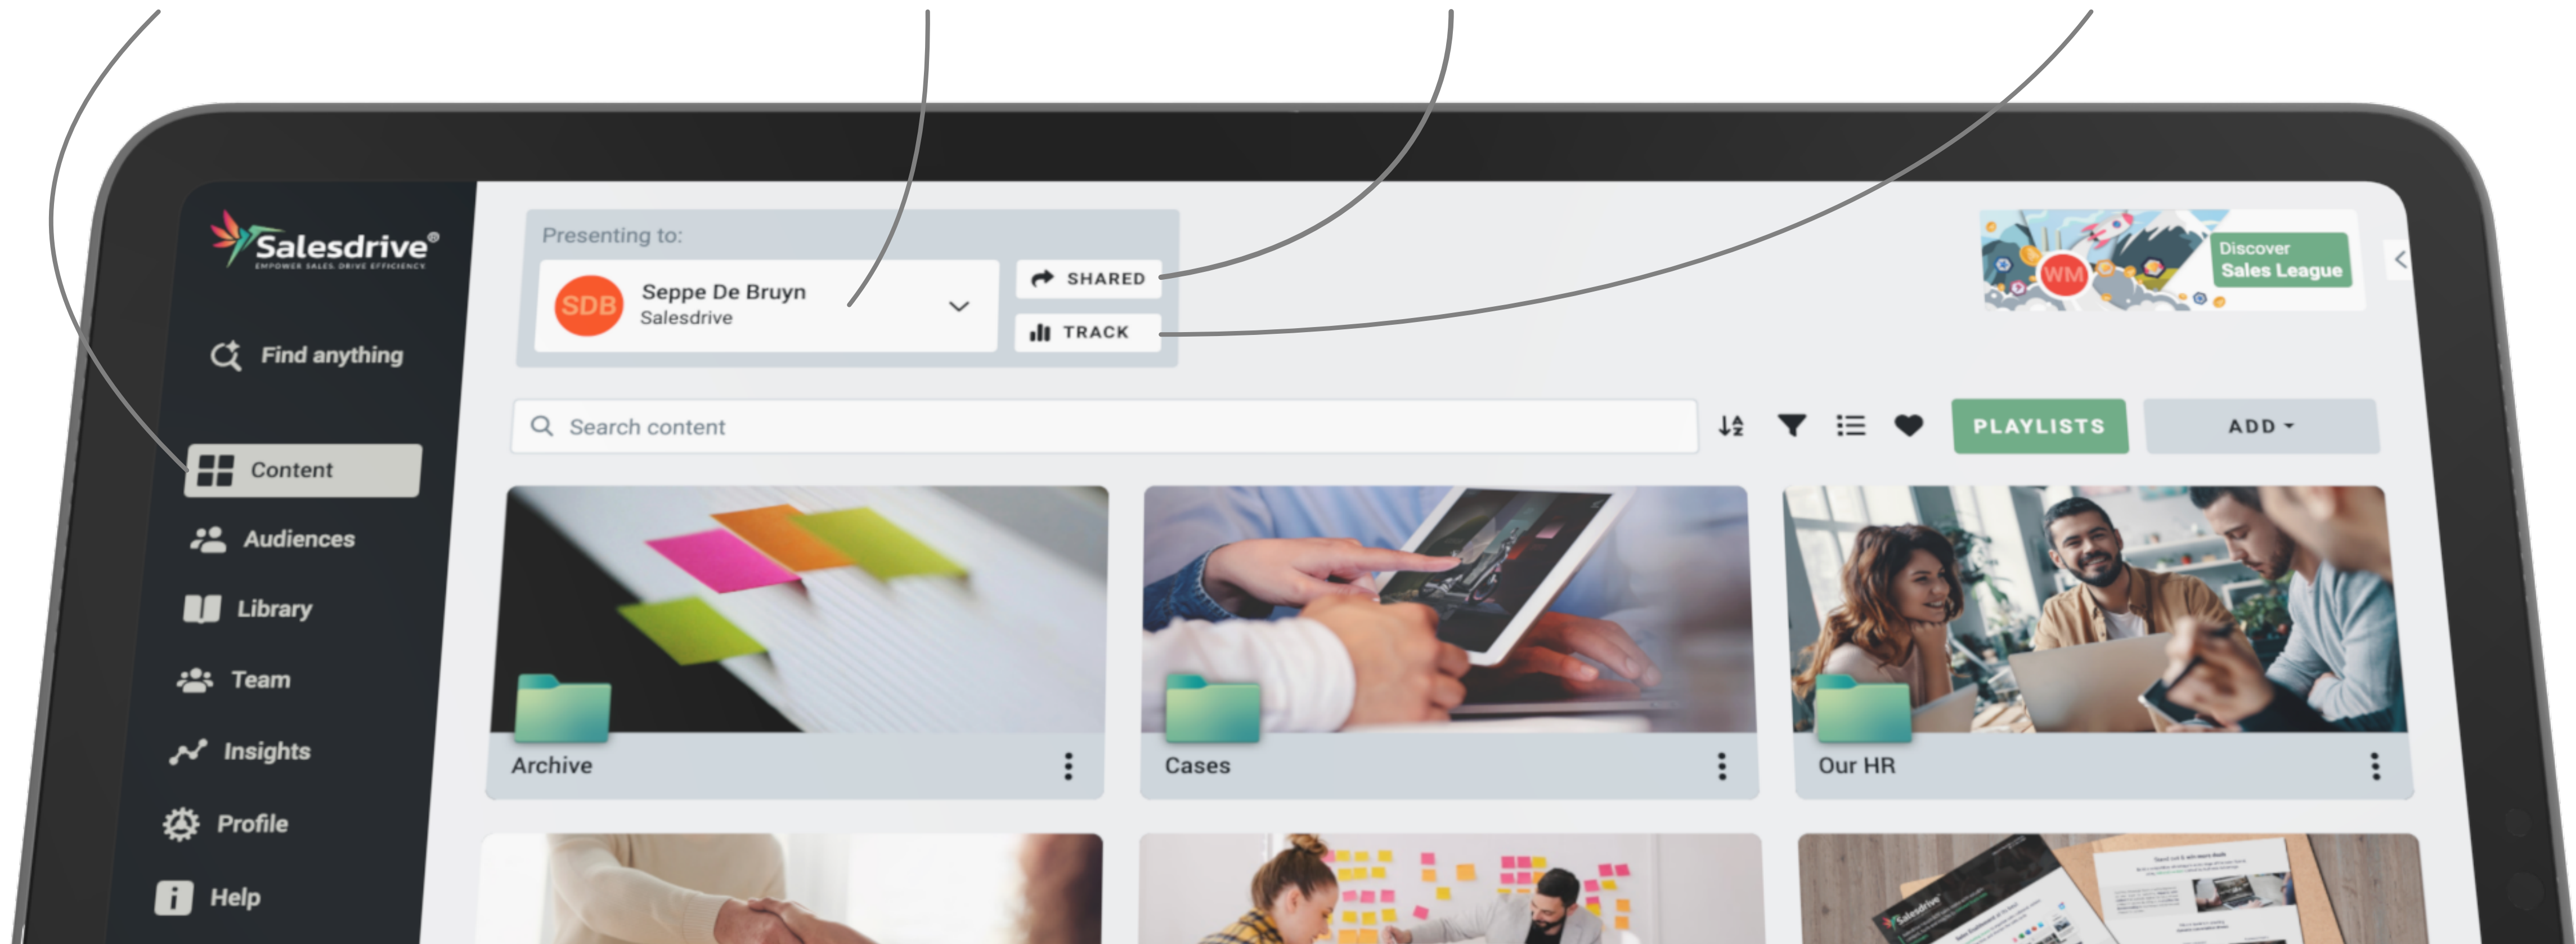 Salesdrive®
EMPOWER SALES. DRIVE EFFICIENCY.
Find anything
Content
Audiences
Library
Team
Insights
Profile
Help
Presenting to:
SDB
Seppe De Bruyn
Salesdrive
SHARED
TRACK
WM
Discover
Sales League
Search content
A
Z
PLAYLISTS
ADD
Archive
Cases
Our HR
Salesdrive